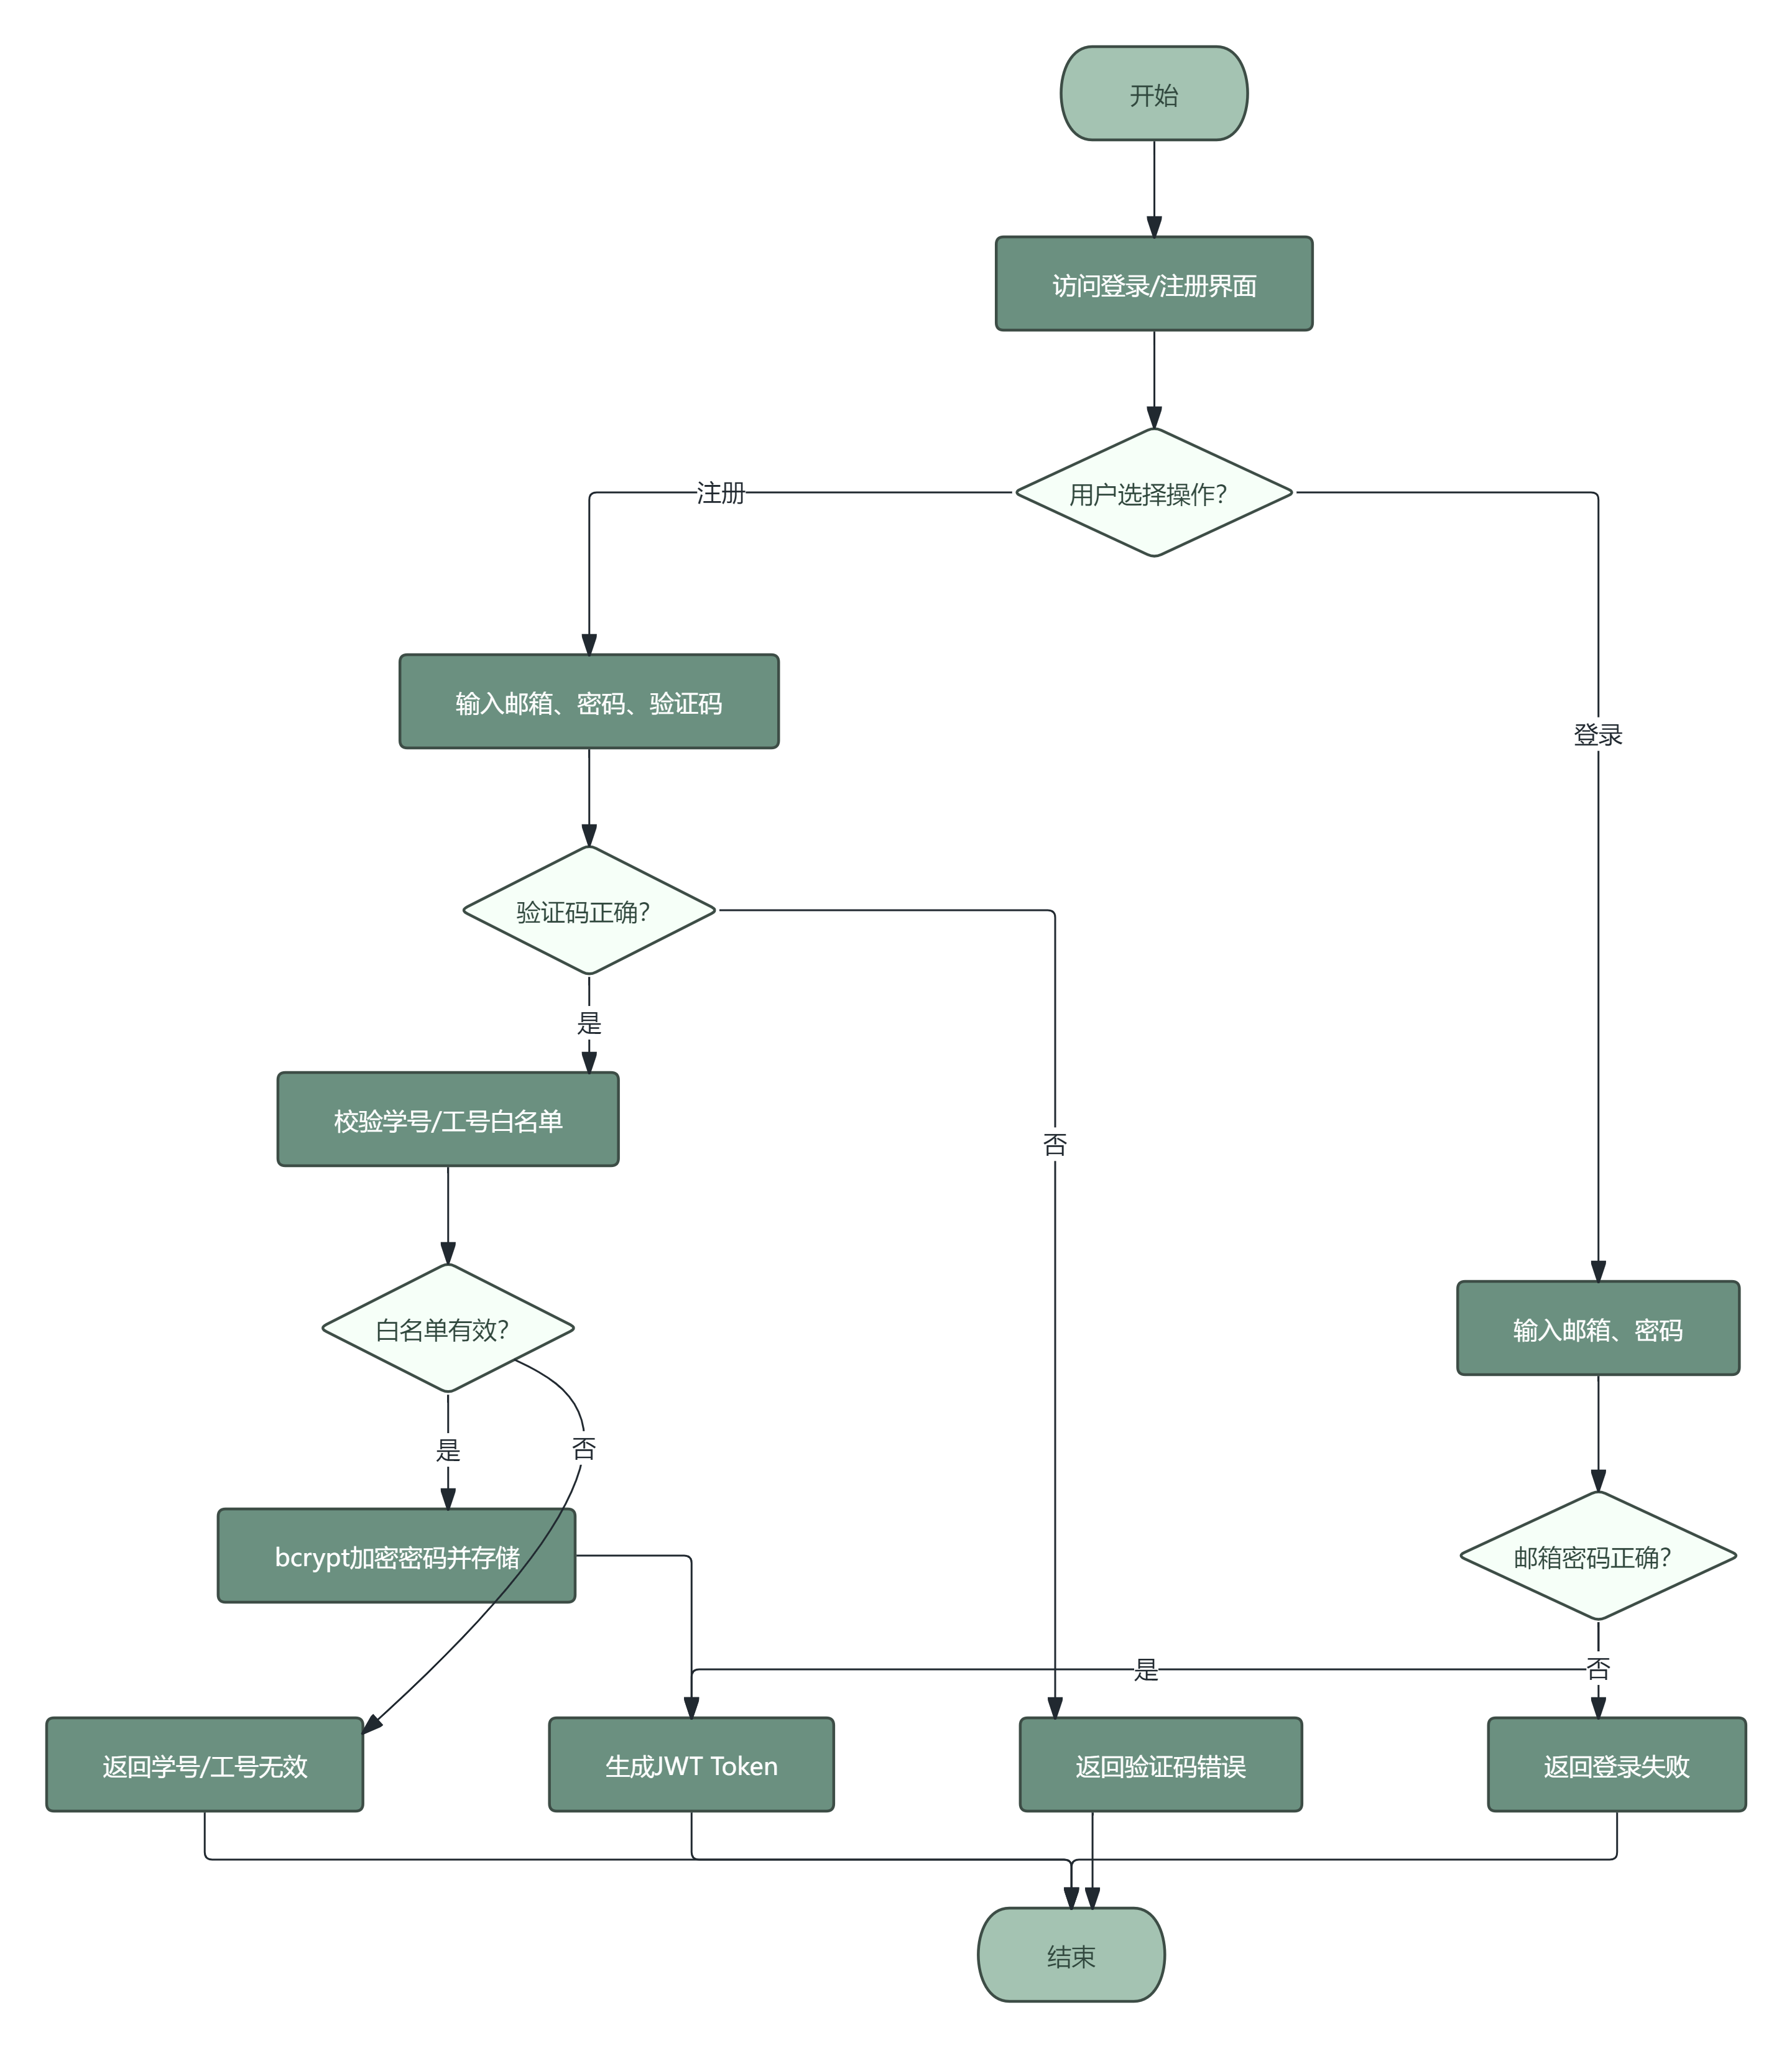 开始
访问登录/注册界面
用户选择操作？
注册
登录
输入邮箱、密码、验证码
验证码正确？
是
否
校验学号/工号白名单
白名单有效？
输入邮箱、密码
是
否
bcrypt加密密码并存储
邮箱密码正确？
是
否
返回学号/工号无效
生成JWT Token
返回验证码错误
返回登录失败
结束